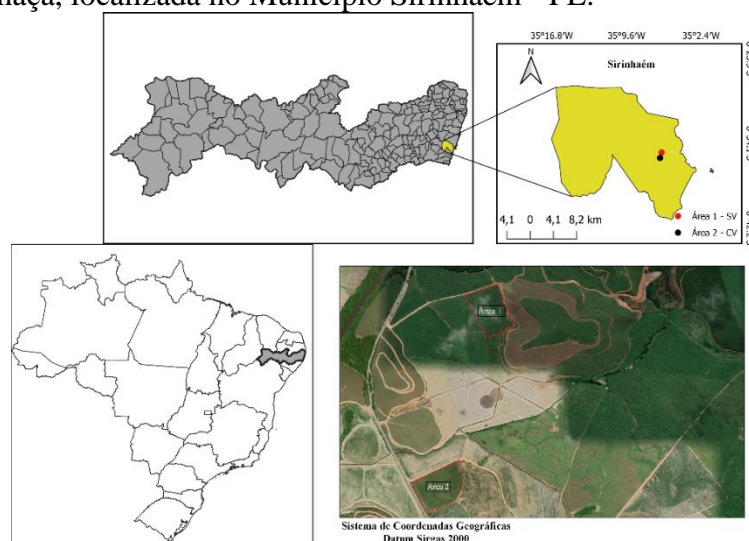 localizada no Município Sirinhaém - PE.
35°16.8'W 35°9.6'W 35°2.4'W
N
Sirinhaém
4,1 0 4,1 8,2 km
Área 1 - SV
Área 2 - CV
Área 1
Área 2
Sistema de Coordenadas Geográficas
Datum Sirgas 2000